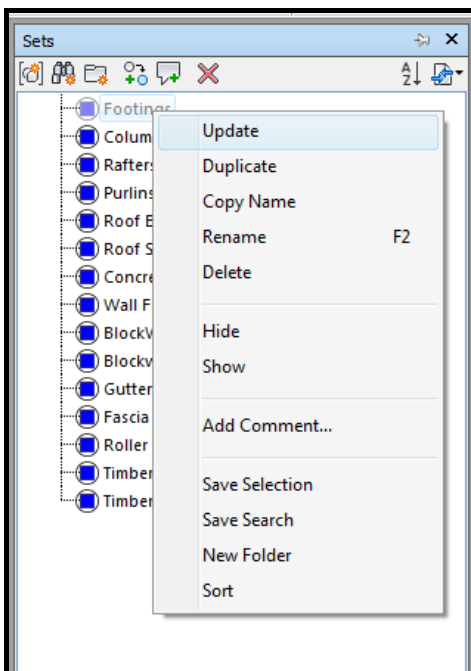 Sets
Footings
Colum
Rafters
Purlins
Roof
Roof S
Concre
Wall F
BlockW
Blockw
Gutter
Fascia
Roller
Timber
Timber
Update
Duplicate
Copy Name
Rename F2
Delete
Hide
Show
Add Comment...
Save Selection
Save Search
New Folder
Sort